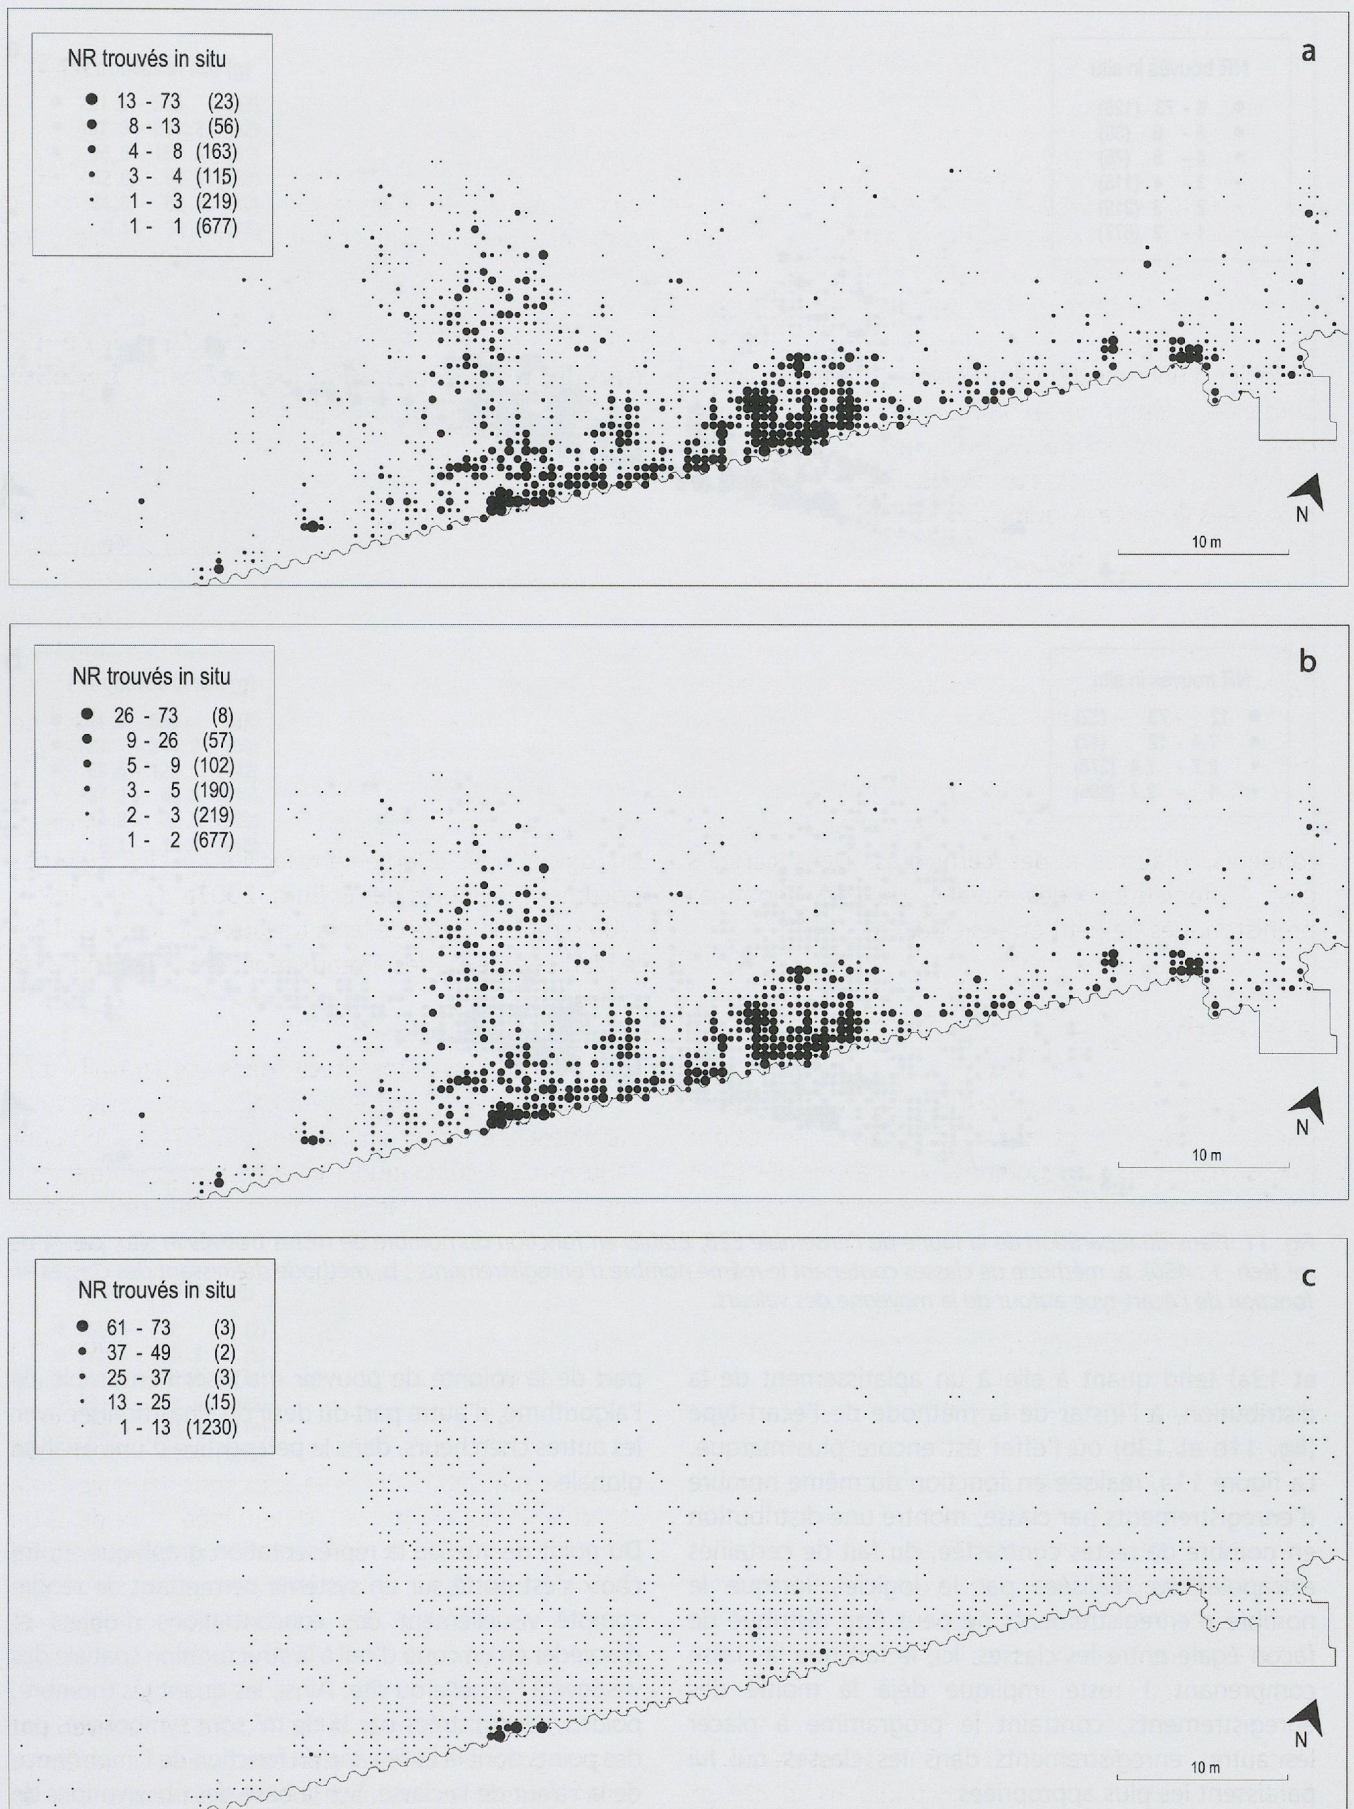 a
NR trouvés in situ
13 - 73 (23)
8 - 13 (56)
4 - 8 (163)
3 - 4 (115)
1 - 3 (219)
1 - 1 (677)
N
10 m
b
NR trouvés in situ
26 - 73 (8)
9 - 26 (57)
5 - 9 (102)
3 - 5 (190)
2 - 3 (219)
1 - 2 (677)
N
10 m
c
NR trouvés in situ
61 - 73 (3)
37 - 49 (2)
25 - 37 (3)
13 - 25 (15)
1 - 13 (1230)
N
10 m